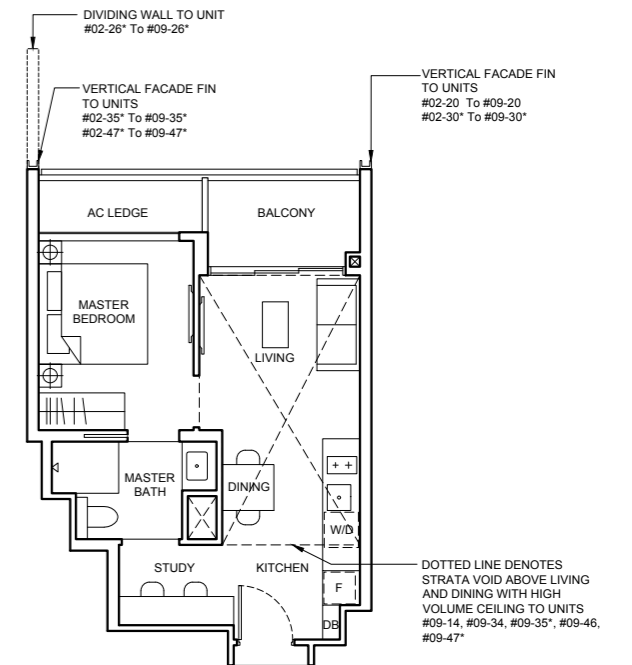 DIVIDING WALL TO UNIT
#02-26* To #09-26*
VERTICAL FACADE FIN
TO UNITS
#02-35* To #09-35*
#02-47* To #09-47*
VERTICAL FACADE FIN
TO UNITS
#02-20 To #09-20
#02-30* To #09-30*
AC LEDGE
BALCONY
MASTER
BEDROOM
LIVING
MASTER
BATH
DINING
W/D
STUDY
KITCHEN
F
DB
DOTTED LINE DENOTES
STRATA VOID ABOVE LIVING
AND DINING WITH HIGH
VOLUME CEILING TO UNITS
#09-14, #09-34, #09-35*, #09-46,
#09-47*